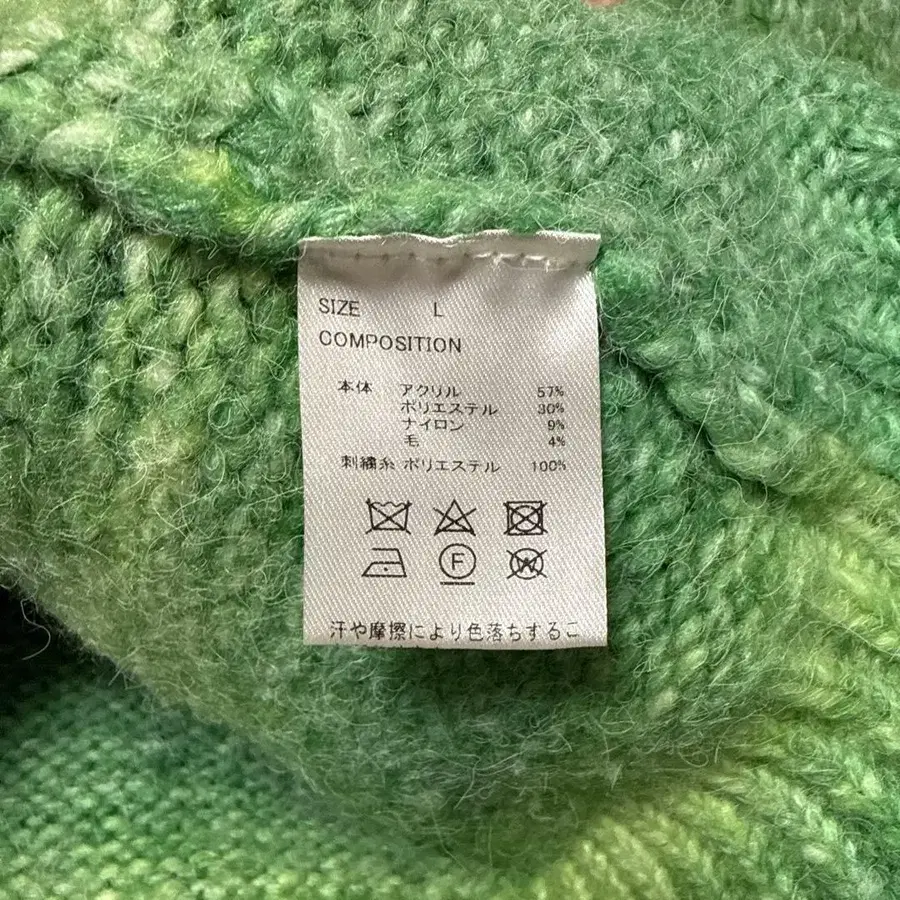 SIZE L
COMPOSITION
本体 アクリル 57%
ポリエステル 30%
ナイロン 9%
毛 4%
刺繍糸 ポリエステル 100%
F
W
汗や摩擦により色落ちするこ